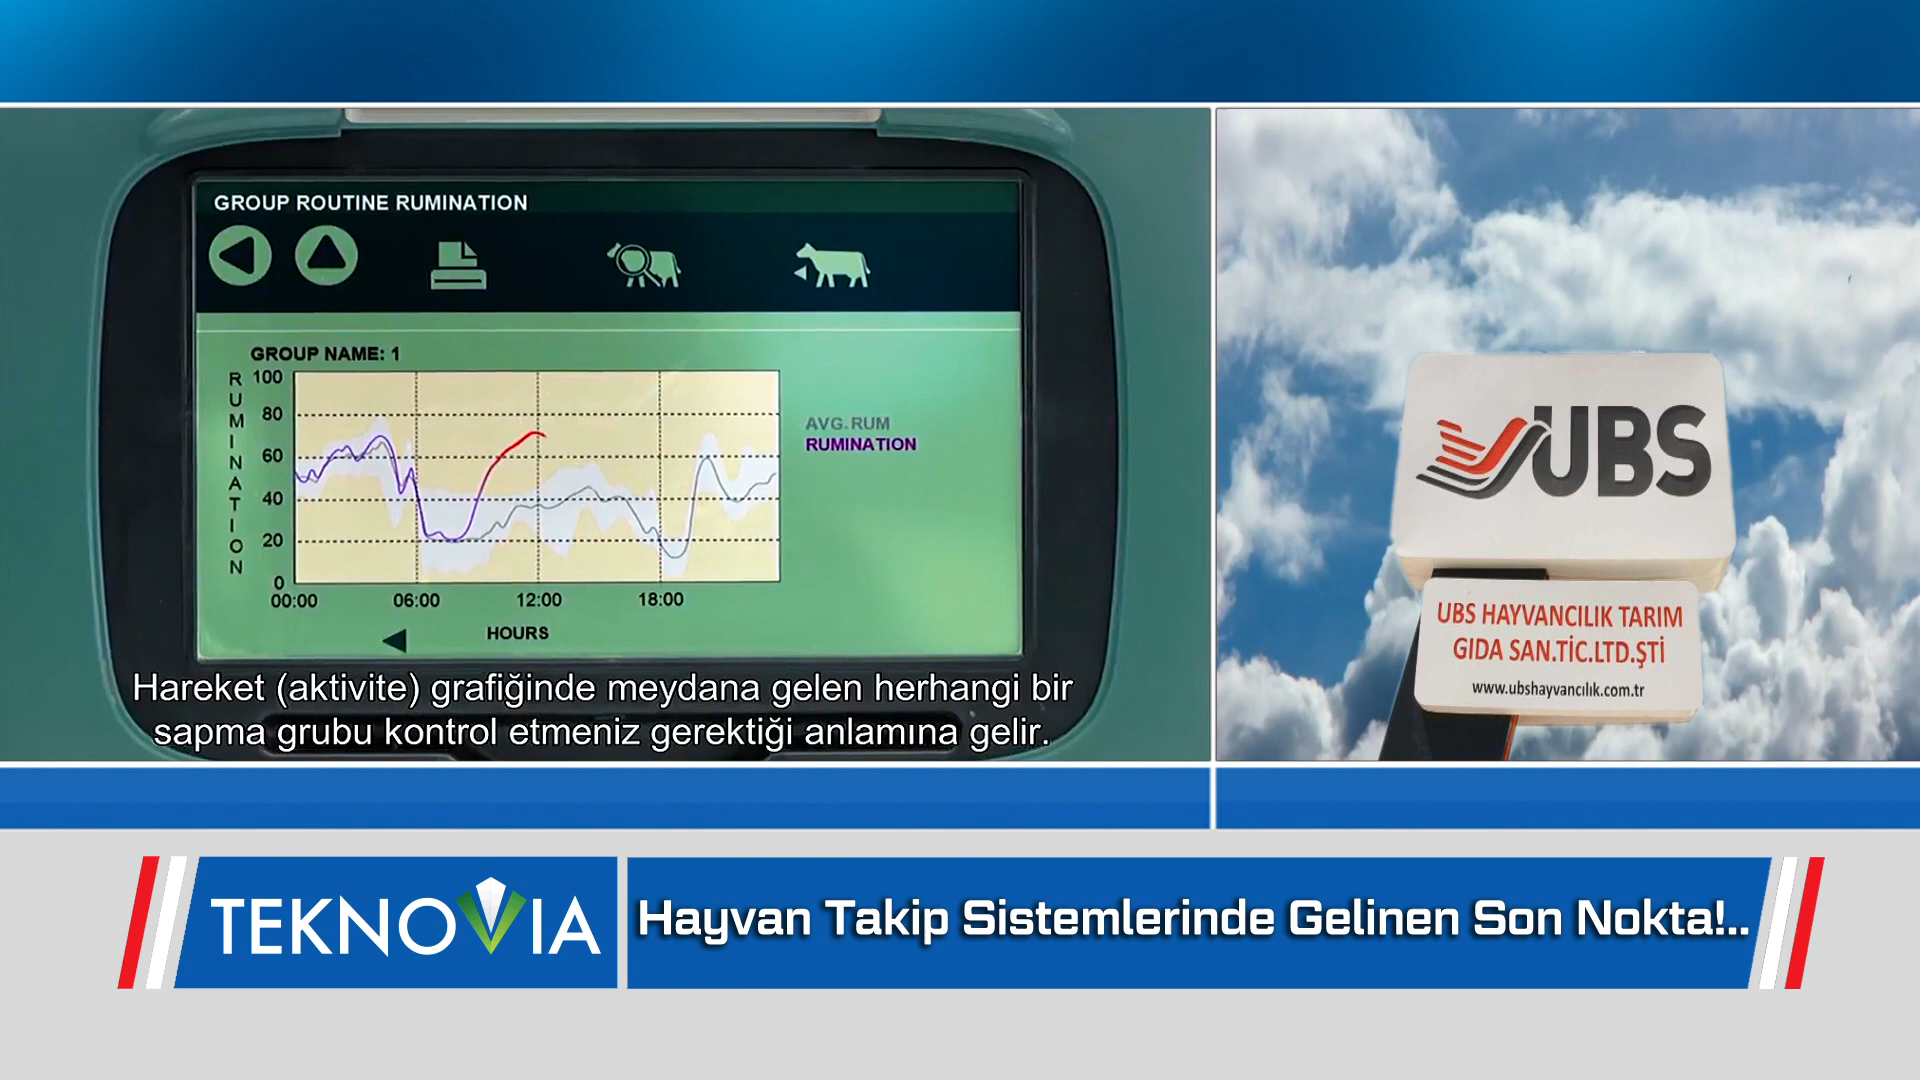 GROUP ROUTINE RUMINATION
GROUP NAME: 1
RUMINATION
100
80
60
40
20
0
00:00 06:00 12:00 18:00
HOURS
AVG.RUM
RUMINATION
Hareket (aktivite) grafiğinde meydana gelen herhangi bir
sapma grubu kontrol etmeniz gerektiği anlamına gelir.
UBS
UBS HAYVANCILIK TARIM
GIDA SAN.TİC.LTD.ŞTİ
www.ubshayvancılık.com.tr
TEKNOVIA
Hayvan Takip Sistemlerinde Gelinen Son Nokta!..